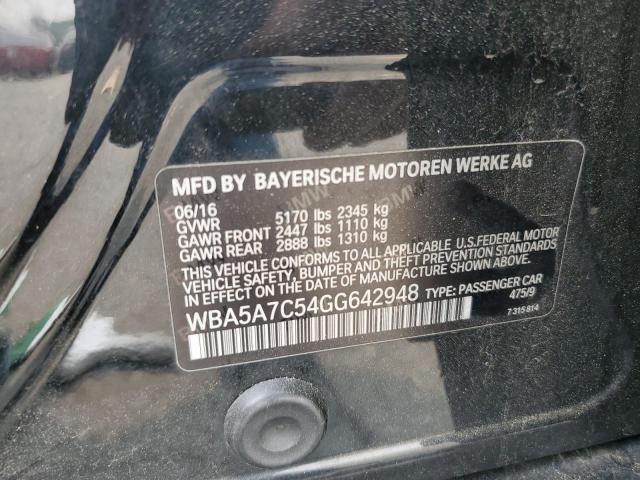 MFD BY BAYERISCHE MOTOREN WERKE AG
06/16
GVWR 5170 lbs 2345 kg
GAWR FRONT 2447 lbs 1110 kg
GAWR REAR 2888 lbs 1310 kg
THIS VEHICLE CONFORMS TO ALL APPLICABLE U.S.FEDERAL MOTOR
VEHICLE SAFETY, BUMPER AND THEFT PREVENTION STANDARDS
IN EFFECT ON THE DATE OF MANUFACTURE SHOWN ABOVE.
WBA5A7C54GG642948 TYPE: PASSENGER CAR
475/9
7 315 814